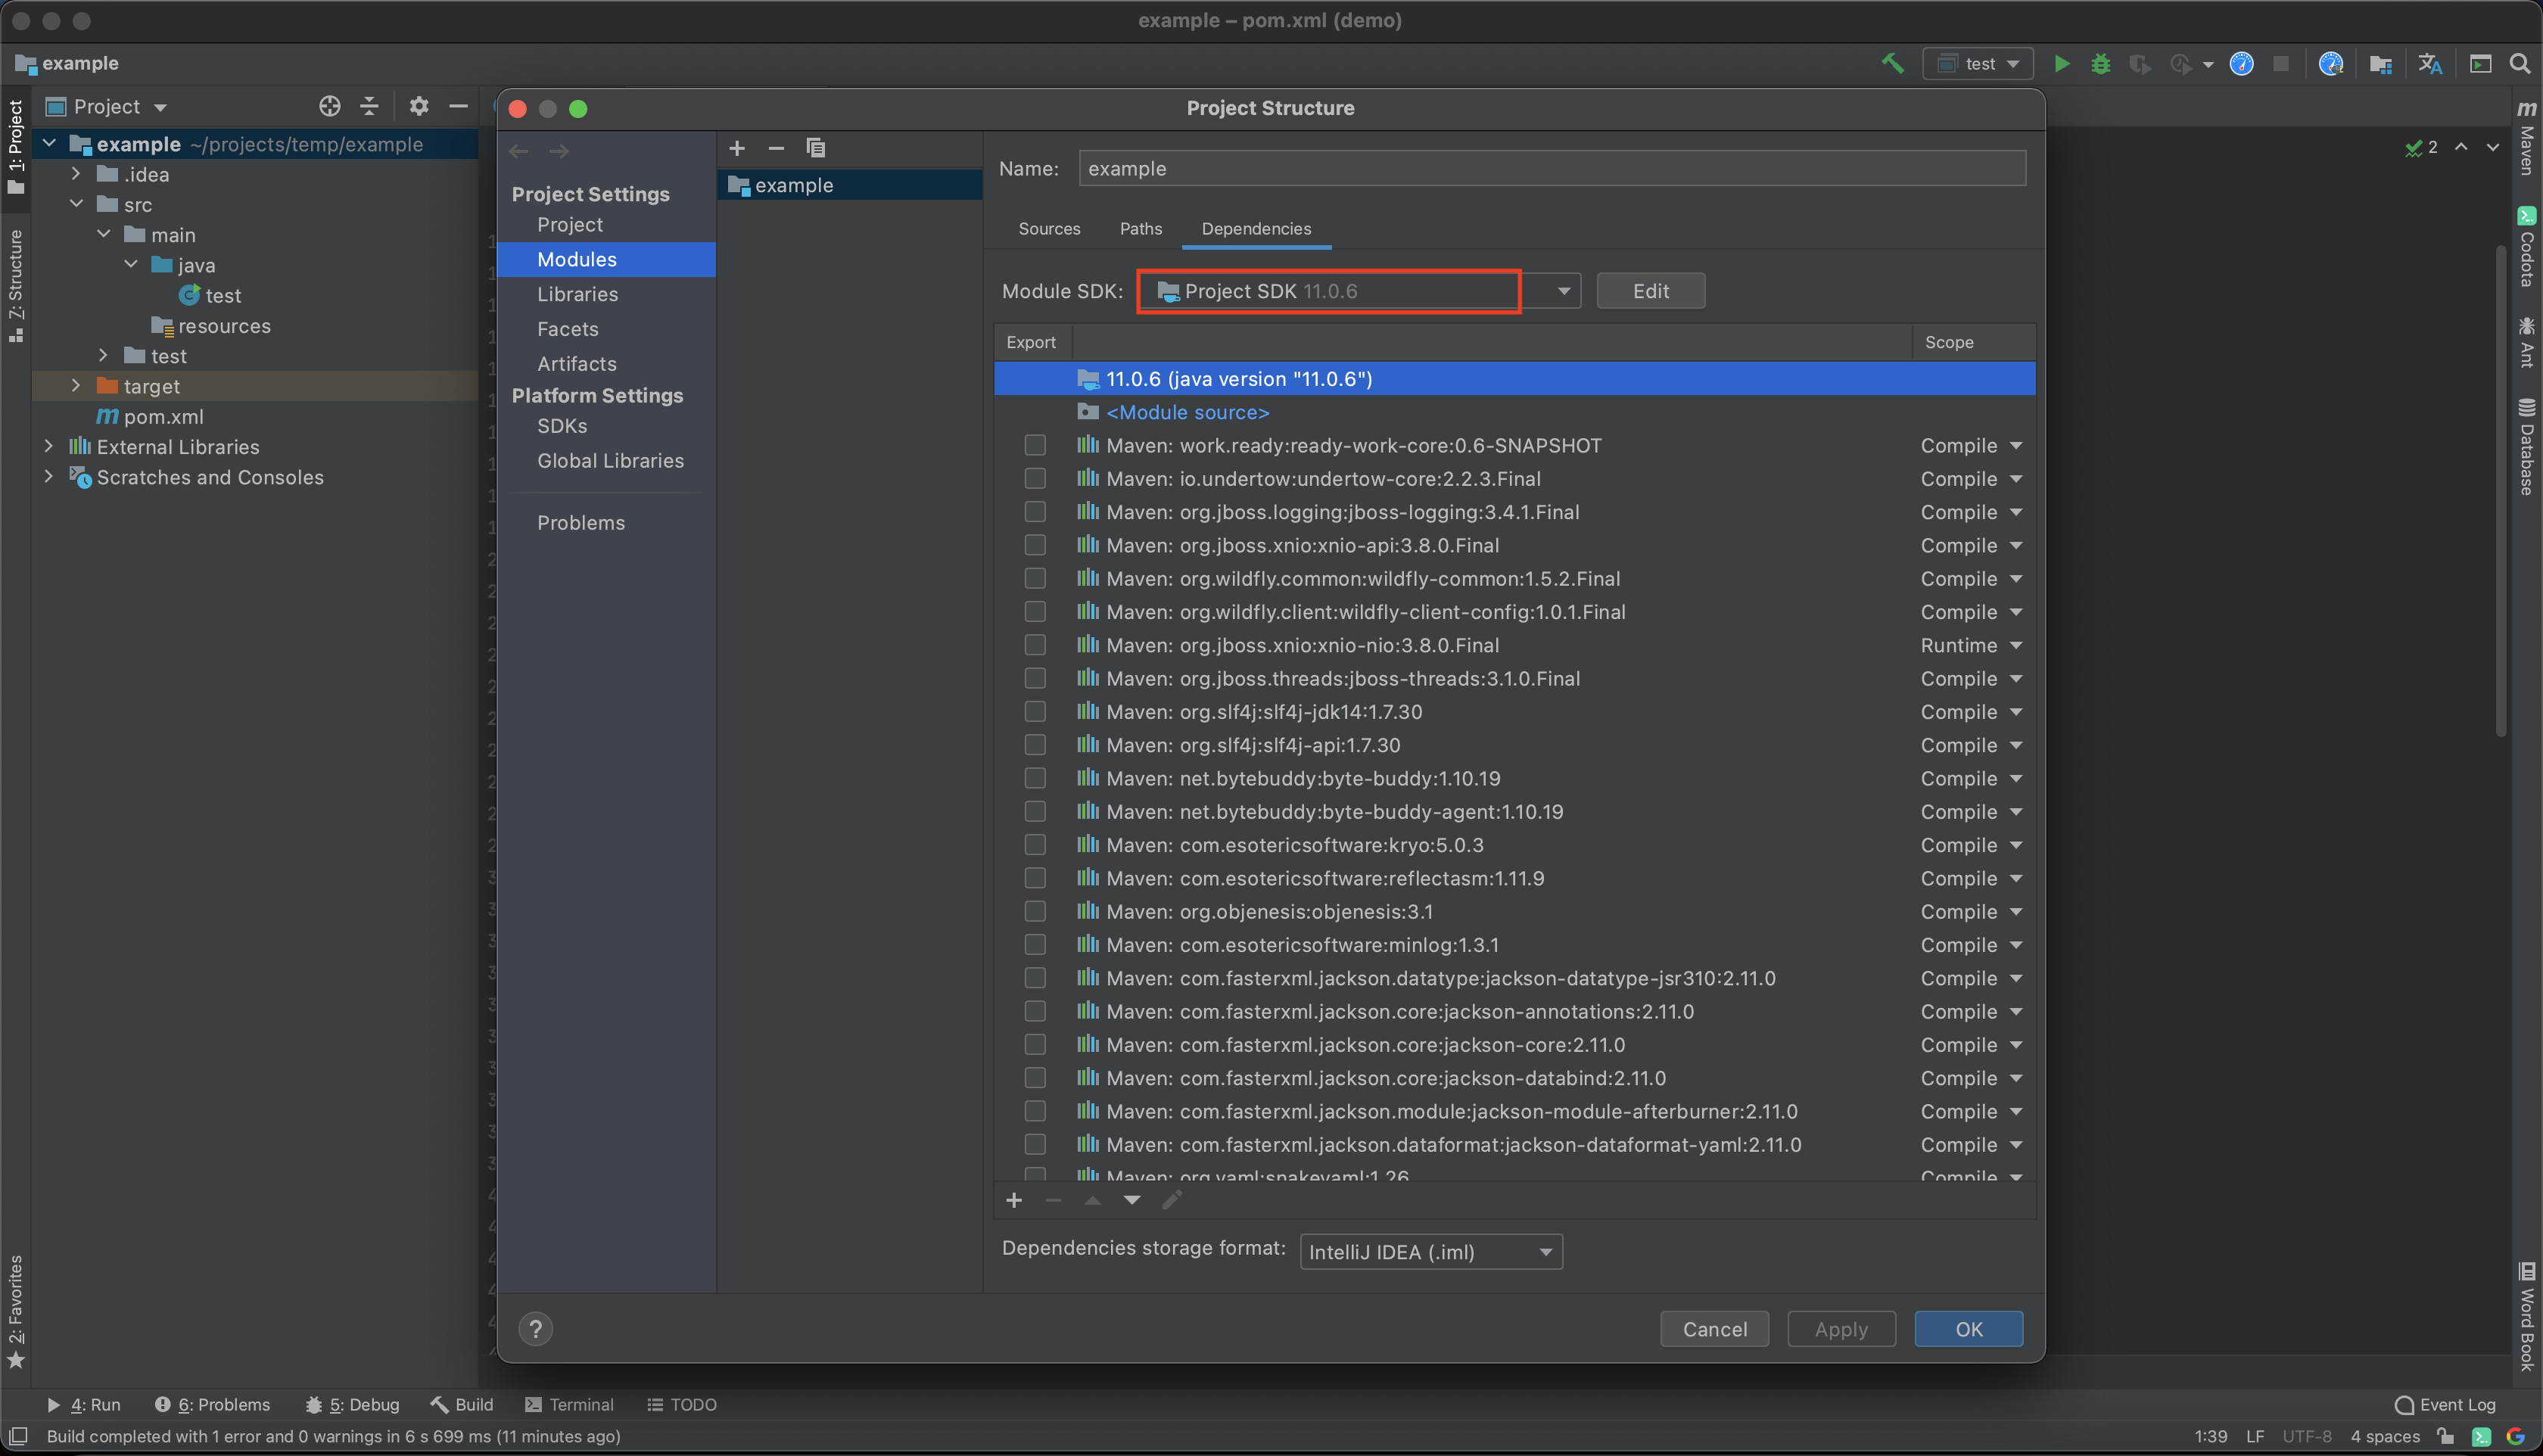 example – pom.xml (demo)
example
test
1: Project
7: Structure
2: Favorites
Project
example ~/projects/temp/example
.idea
src
main
java
test
resources
test
target
pom.xml
External Libraries
Scratches and Consoles
Project Structure
Project Settings
Project
Modules
Libraries
Facets
Artifacts
Platform Settings
SDKs
Global Libraries
Problems
example
Name: example
Sources Paths Dependencies
Module SDK: Project SDK 11.0.6 Edit
Export Scope
11.0.6 (java version "11.0.6")
<Module source>
Maven: work.ready:ready-work-core:0.6-SNAPSHOT Compile
Maven: io.undertow:undertow-core:2.2.3.Final Compile
Maven: org.jboss.logging:jboss-logging:3.4.1.Final Compile
Maven: org.jboss.xnio:xnio-api:3.8.0.Final Compile
Maven: org.wildfly.common:wildfly-common:1.5.2.Final Compile
Maven: org.wildfly.client:wildfly-client-config:1.0.1.Final Compile
Maven: org.jboss.xnio:xnio-nio:3.8.0.Final Runtime
Maven: org.jboss.threads:jboss-threads:3.1.0.Final Compile
Maven: org.slf4j:slf4j-jdk14:1.7.30 Compile
Maven: org.slf4j:slf4j-api:1.7.30 Compile
Maven: net.bytebuddy:byte-buddy:1.10.19 Compile
Maven: net.bytebuddy:byte-buddy-agent:1.10.19 Compile
Maven: com.esotericsoftware:kryo:5.0.3 Compile
Maven: com.esotericsoftware:reflectasm:1.11.9 Compile
Maven: org.objenesis:objenesis:3.1 Compile
Maven: com.esotericsoftware:minlog:1.3.1 Compile
Maven: com.fasterxml.jackson.datatype:jackson-datatype-jsr310:2.11.0 Compile
Maven: com.fasterxml.jackson.core:jackson-annotations:2.11.0 Compile
Maven: com.fasterxml.jackson.core:jackson-core:2.11.0 Compile
Maven: com.fasterxml.jackson.core:jackson-databind:2.11.0 Compile
Maven: com.fasterxml.jackson.module:jackson-module-afterburner:2.11.0 Compile
Maven: com.fasterxml.jackson.dataformat:jackson-dataformat-yaml:2.11.0 Compile
Maven: org.yaml:snakeyaml:1.26 Compile
Dependencies storage format: IntelliJ IDEA (.iml)
? Cancel Apply OK
2
Maven
Codota
Ant
Database
Word Book
4: Run 6: Problems 5: Debug Build Terminal TODO Event Log
Build completed with 1 error and 0 warnings in 6 s 699 ms (11 minutes ago) 1:39 LF UTF-8 4 spaces